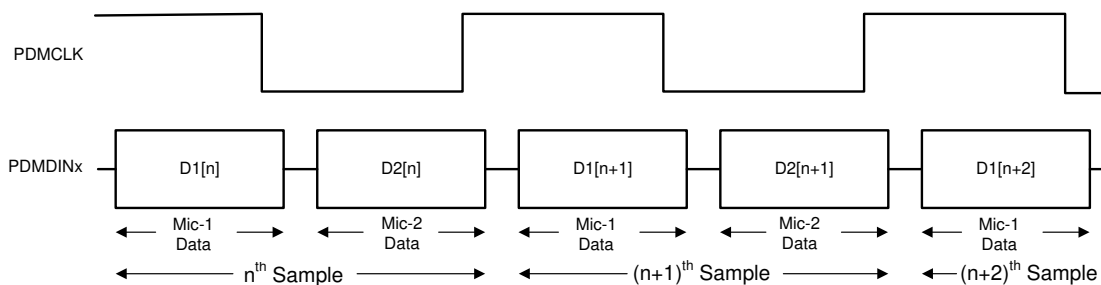 PDMCLK
PDMDINx
D1[n]
D2[n]
D1[n+1]
D2[n+1]
D1[n+2]
Mic-1
Data
Mic-2
Data
Mic-1
Data
Mic-2
Data
Mic-1
Data
nth Sample
(n+1)th Sample
(n+2)th Sample